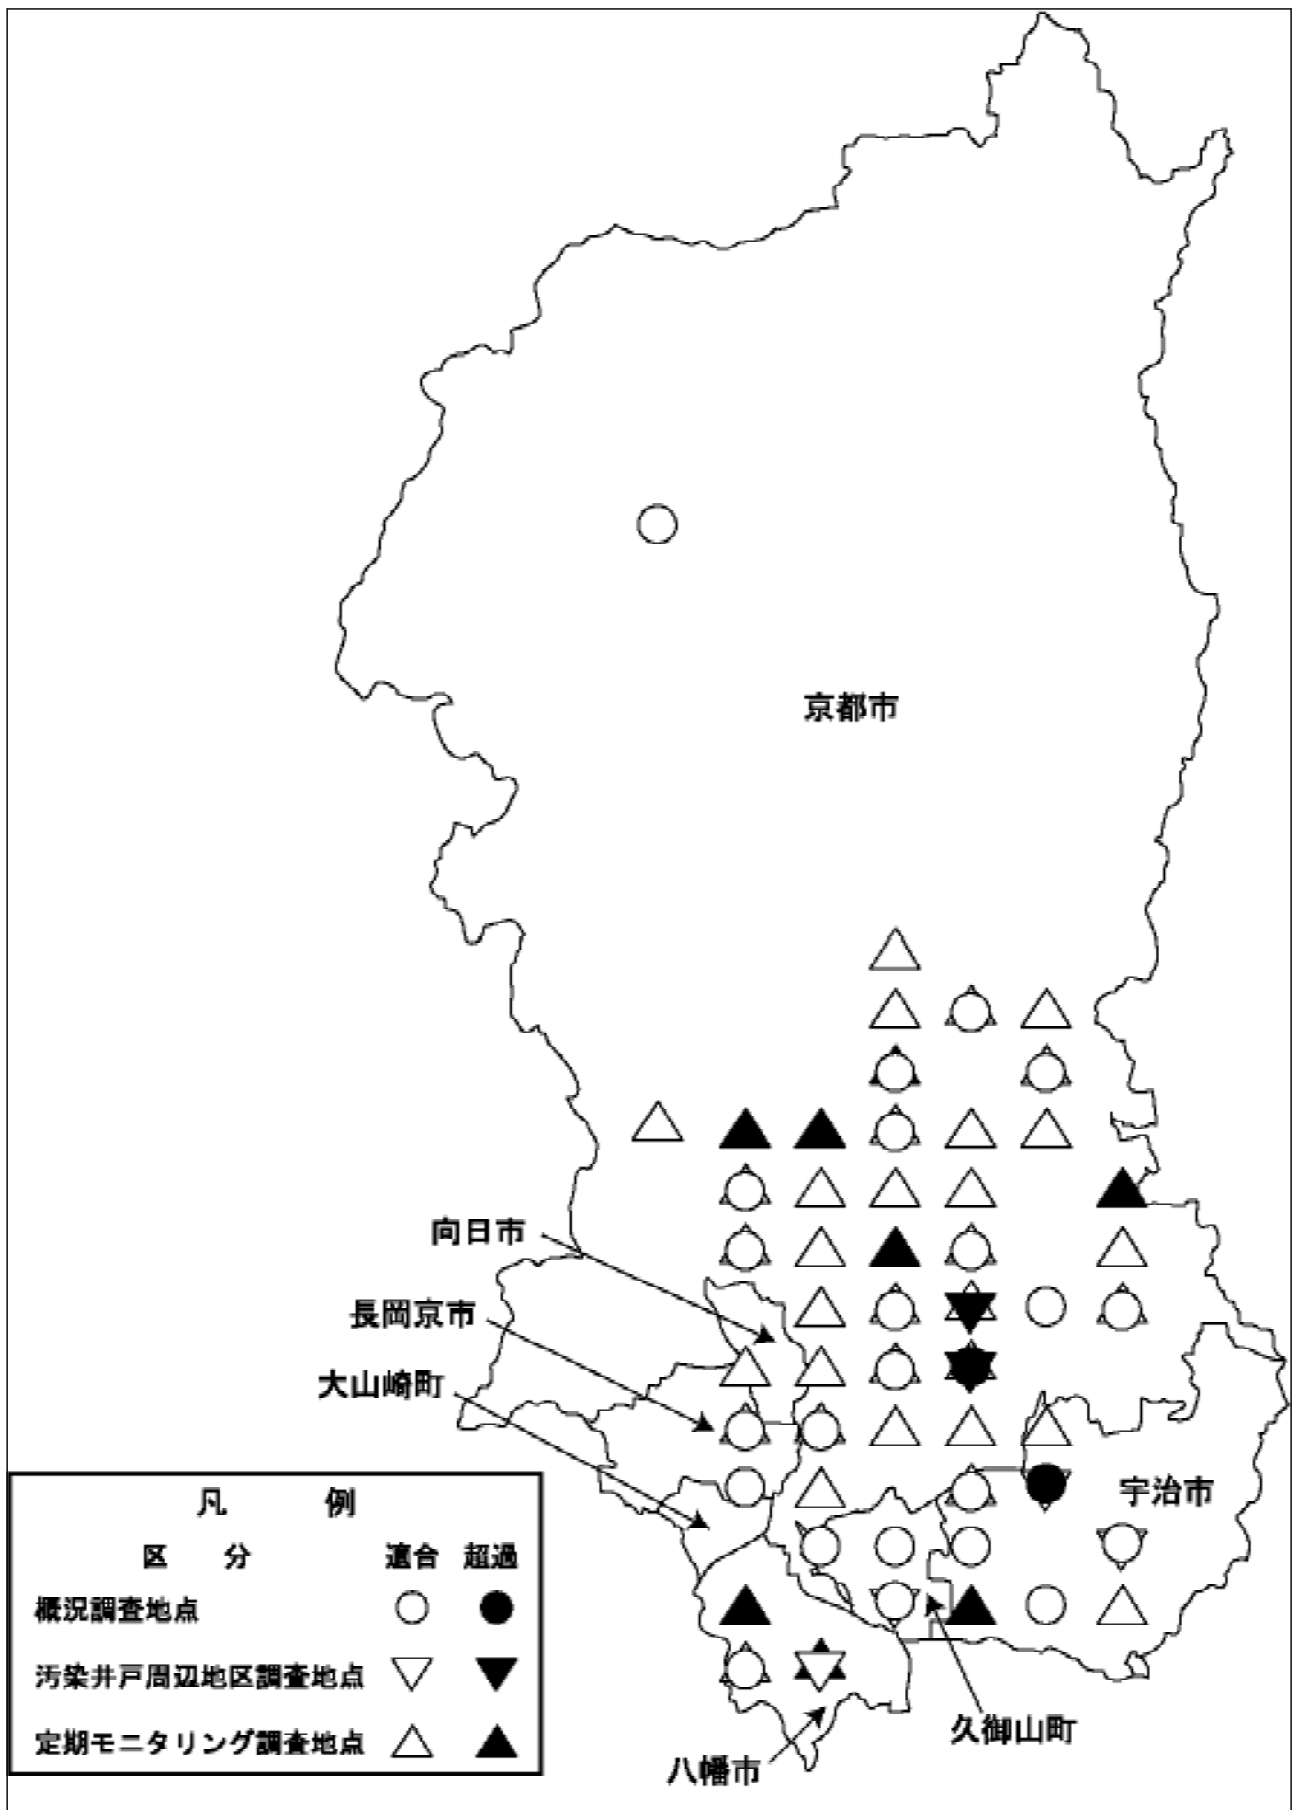 京都市
向日市
長岡京市
大山崎町
宇治市
凡 例
区 分 適合 超過
概況調査地点
汚染井戸周辺地区調査地点
定期モニタリング調査地点
久御山町
八幡市